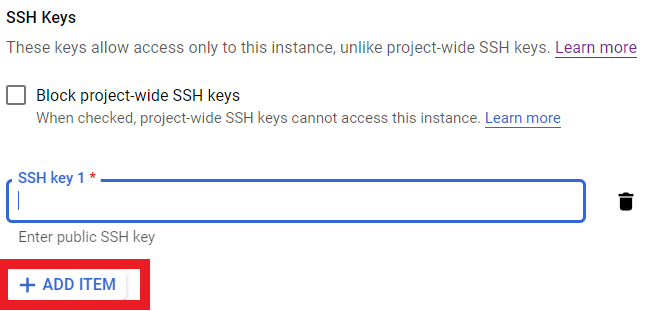 SSH Keys
These keys allow access only to this instance, unlike project-wide SSH keys. Learn more
Block project-wide SSH keys
When checked, project-wide SSH keys cannot access this instance. Learn more
SSH key 1 *
Enter public SSH key
+ ADD ITEM